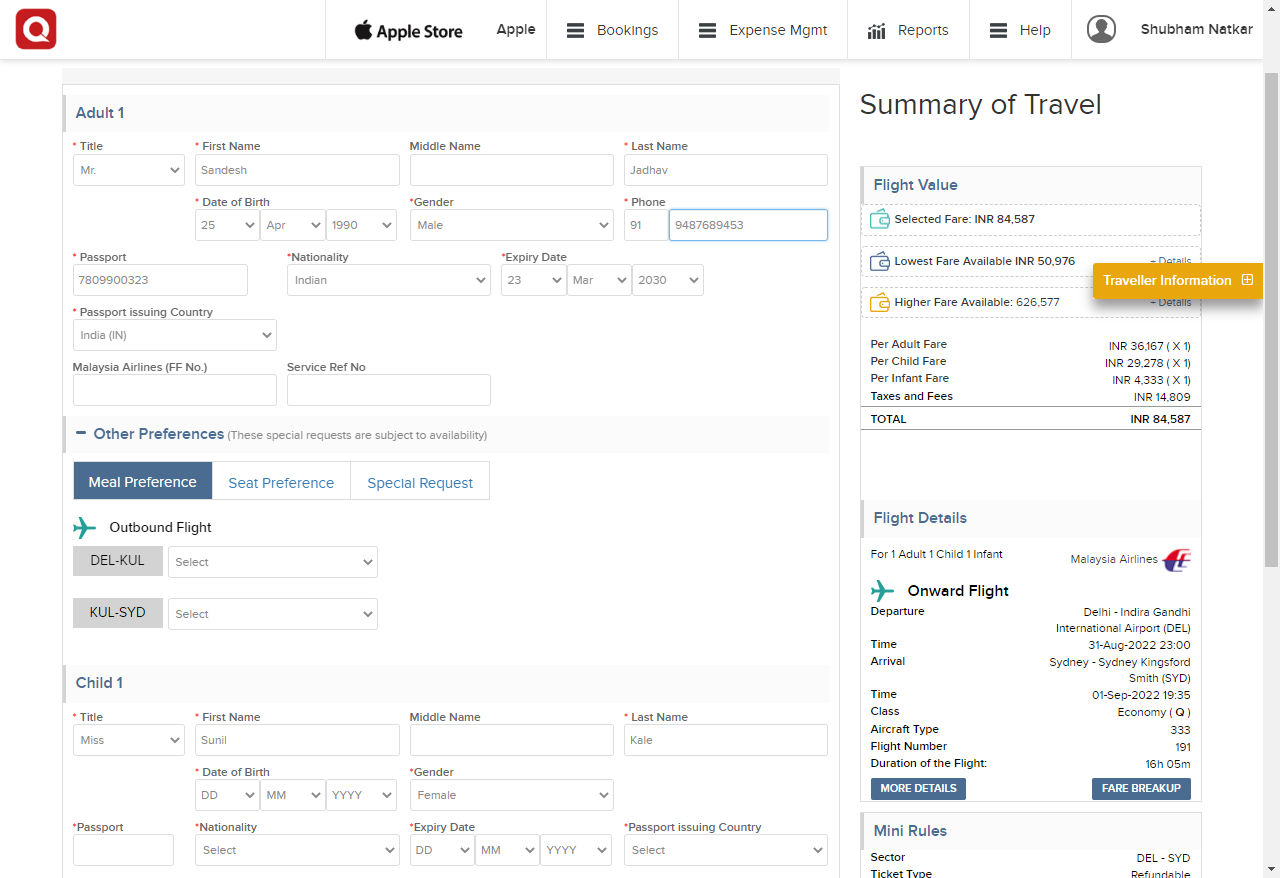 Apple Store Apple Bookings Expense Mgmt Reports Help Shubham Natkar
Adult 1
* Title * First Name Middle Name * Last Name
Mr. Sandesh Jadhav
* Date of Birth *Gender * Phone
25 Apr 1990 Male 91 9487689453
* Passport *Nationality *Expiry Date
7809900323 Indian 23 Mar 2030
* Passport issuing Country
India (IN)
Malaysia Airlines (FF No.) Service Ref No
Other Preferences (These special requests are subject to availability)
Meal Preference Seat Preference Special Request
Outbound Flight
DEL-KUL Select
KUL-SYD Select
Child 1
* Title * First Name Middle Name * Last Name
Miss Sunil Kale
* Date of Birth *Gender
DD MM YYYY Female
*Passport *Nationality *Expiry Date *Passport issuing Country
Select DD MM YYYY Select
Summary of Travel
Flight Value
Selected Fare: INR 84,587
Lowest Fare Available INR 50,976 + Details
Traveller Information
Higher Fare Available: 626,577 + Details
Per Adult Fare INR 36,167 ( X 1)
Per Child Fare INR 29,278 ( X 1)
Per Infant Fare INR 4,333 ( X 1)
Taxes and Fees INR 14,809
TOTAL INR 84,587
Flight Details
For 1 Adult 1 Child 1 Infant Malaysia Airlines
Onward Flight
Departure Delhi - Indira Gandhi
International Airport (DEL)
Time 31-Aug-2022 23:00
Arrival Sydney - Sydney Kingsford
Smith (SYD)
Time 01-Sep-2022 19:35
Class Economy ( Q )
Aircraft Type 333
Flight Number 191
Duration of the Flight: 16h 05m
MORE DETAILS FARE BREAKUP
Mini Rules
Sector DEL - SYD
Ticket Type Refundable